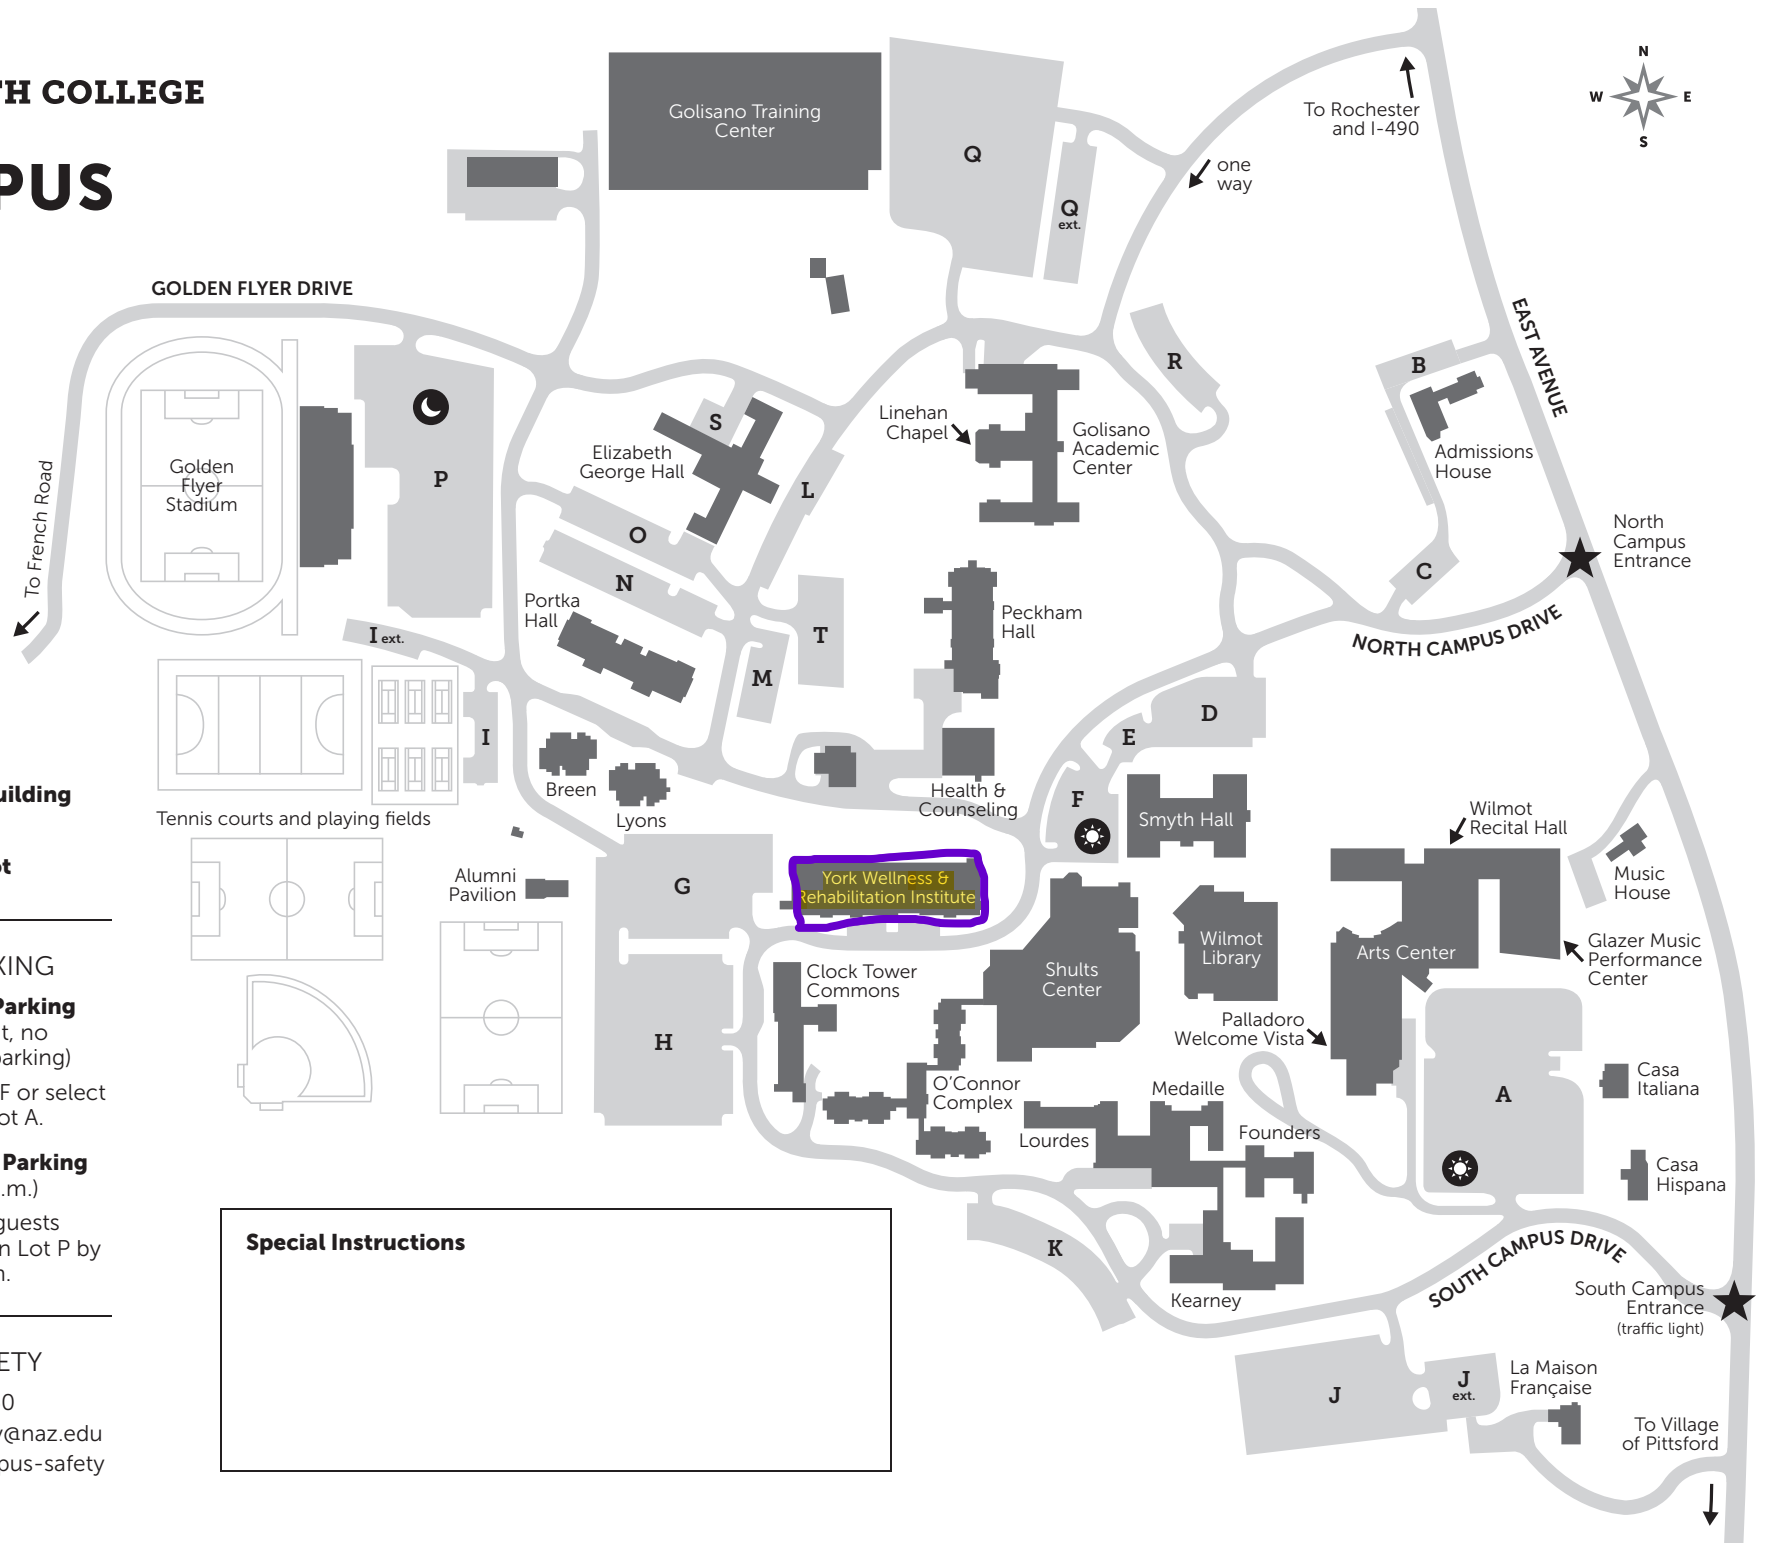 TH COLLEGE
PUS
uilding
ot
KING
Parking
t, no
parking)
F or select
ot A.
Parking
.m.)
guests
n Lot P by
n.
ETY
0
y@naz.edu
pus-safety
N
W
E
S
Golisano Training
Center
Q
Q
ext.
To Rochester
and I-490
one
way
GOLDEN FLYER DRIVE
EAST AVENUE
To French Road
Golden
Flyer
Stadium
P
S
Elizabeth
George Hall
L
Linehan
Chapel
Golisano
Academic
Center
R
B
Admissions
House
O
N
North
Campus
Entrance
C
NORTH CAMPUS DRIVE
Portka
Hall
I ext.
T
M
Peckham
Hall
D
E
I
Breen
Lyons
Health &
Counseling
F
Smyth Hall
Wilmot
Recital Hall
Tennis courts and playing fields
Alumni
Pavilion
G
York Wellness &
Rehabilitation Institute
Music
House
Wilmot
Library
Arts Center
Glazer Music
Performance
Center
Clock Tower
Commons
Shults
Center
H
Palladoro
Welcome Vista
O'Connor
Complex
Medaille
Lourdes
Founders
A
Casa
Italiana
Casa
Hispana
Special Instructions
K
Kearney
SOUTH CAMPUS DRIVE
South Campus
Entrance
(traffic light)
J
J
ext.
La Maison
Française
To Village
of Pittsford